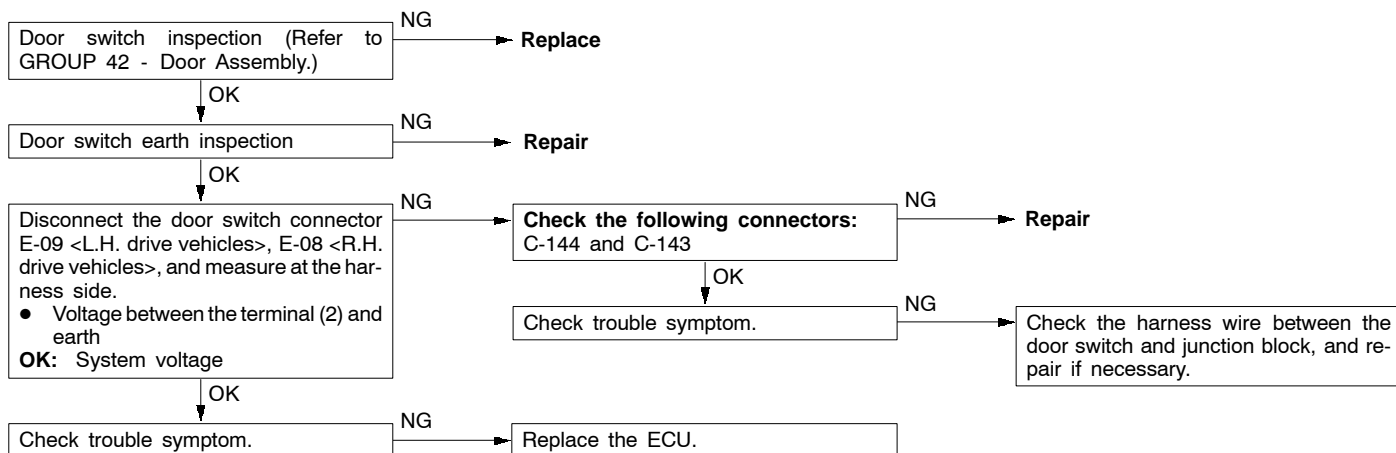 Door switch inspection (Refer to
GROUP 42 - Door Assembly.)
NG
Replace
OK
Door switch earth inspection
NG
Repair
OK
Disconnect the door switch connector
E-09 <L.H. drive vehicles>, E-08 <R.H.
drive vehicles>, and measure at the har-
ness side.
● Voltage between the terminal (2) and
earth
OK: System voltage
NG
Check the following connectors:
C-144 and C-143
NG
Repair
OK
Check trouble symptom.
NG
Check the harness wire between the
door switch and junction block, and re-
pair if necessary.
OK
Check trouble symptom.
NG
Replace the ECU.